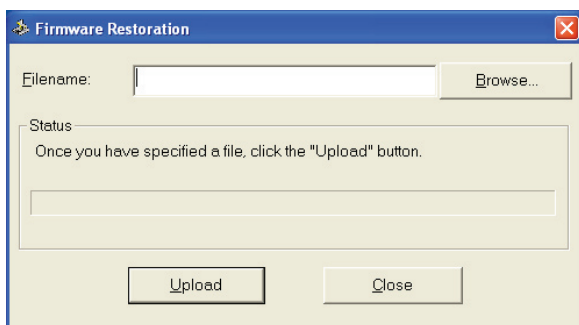 Firmware Restoration
Filename:
Browse...
Status
Once you have specified a file, click the "Upload" button.
Upload
Close